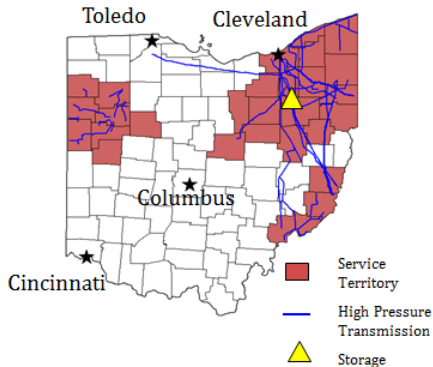 Toledo
Cleveland
Columbus
Cincinnati
Service
Territory
High Pressure
Transmission
Storage